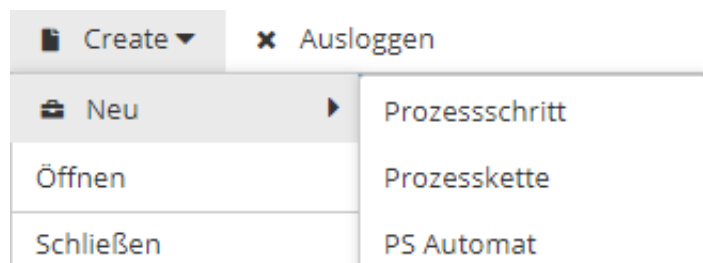 Create Ausloggen
Neu Prozessschritt
Öffnen Prozesskette
Schließen PS Automat